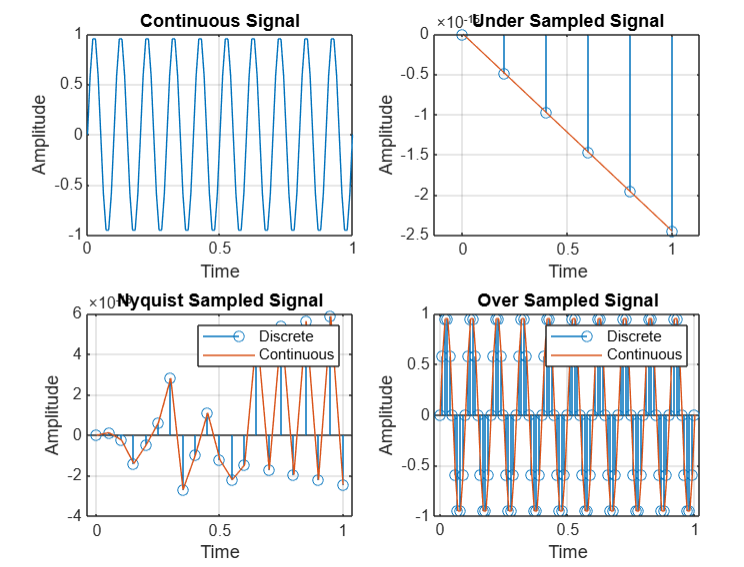 Continuous Signal
1
0.5
0
-0.5
-1
0
0.5
1
Amplitude
Time
Under Sampled Signal
0
-0.5
-1
-1.5
-2
-2.5
0
0.5
1
Amplitude
Time
Nyquist Sampled Signal
6
4
2
0
-2
-4
0
0.5
1
Amplitude
Time
Discrete
Continuous
Over Sampled Signal
1
0.5
0
-0.5
-1
0
0.5
1
Amplitude
Time
Discrete
Continuous